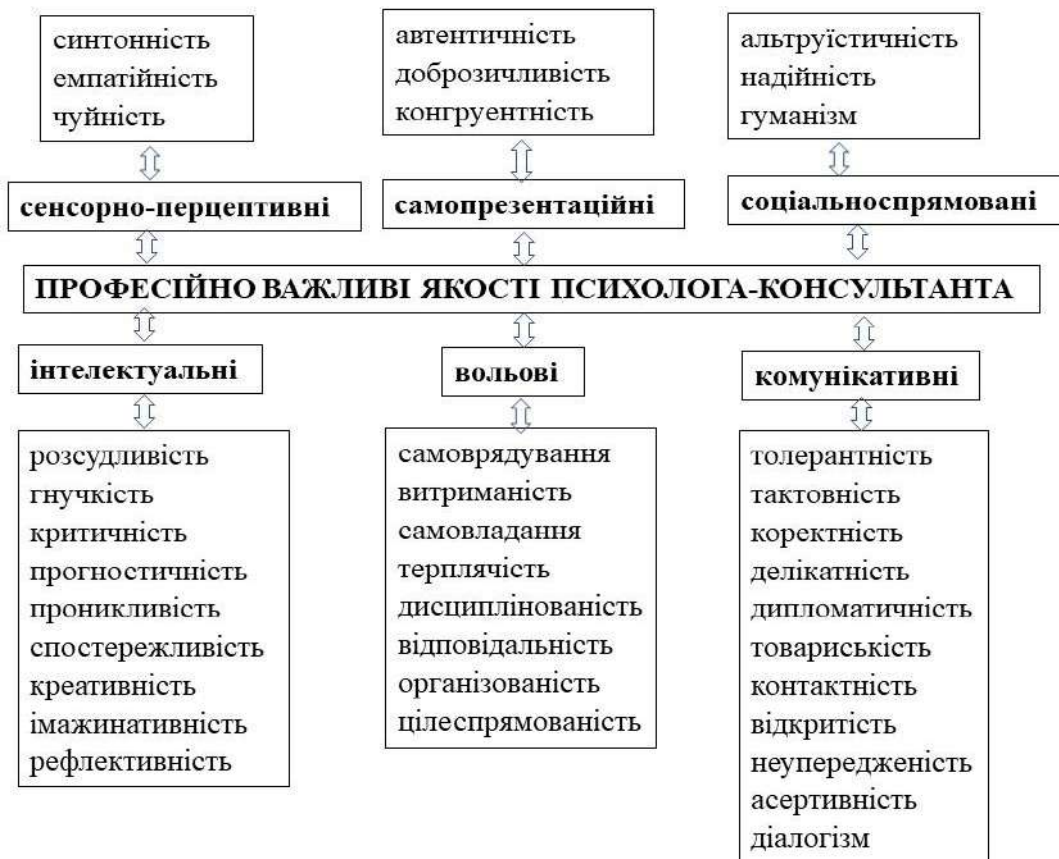 синтонність
емпатійність
чуйність
автентичність
доброзичливість
конгруентність
альтруїстичність
надійність
гуманізм
сенсорно-перцептивні
самопрезентаційні
соціальноспрямовані
ПРОФЕСІЙНО ВАЖЛИВІ ЯКОСТІ ПСИХОЛОГА-КОНСУЛЬТАНТА
інтелектуальні
вольові
комунікативні
розсудливість
гнучкість
критичність
прогностичність
проникливість
спостережливість
креативність
імажинативність
рефлективність
самоврядування
витриманість
самовладання
терплячість
дисциплінованість
відповідальність
організованість
цілеспрямованість
толерантність
тактовність
коректність
делікатність
дипломатичність
товариськість
контактність
відкритість
неупередженість
асертивність
діалогізм